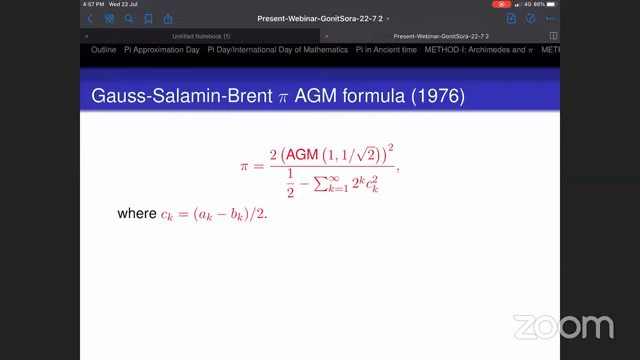 4:57 PM Wed 22 Jul
Present-Webinar-GonitSora-22-7 2
4G 92%
Untitled Notebook (1)
Present-Webinar-GonitSora-22-7 2
Outline Pi Approximation Day Pi Day/International Day of Mathematics Pi in Ancient time METHOD-I: Archimedes and π METH
Gauss-Salamin-Brent π AGM formula (1976)
π = 2 (AGM (1, 1/√2))² / (1/2 − ∑_{k=1}^{∞} 2^k c_k²),
where c_k = (a_k − b_k)/2.
zoom